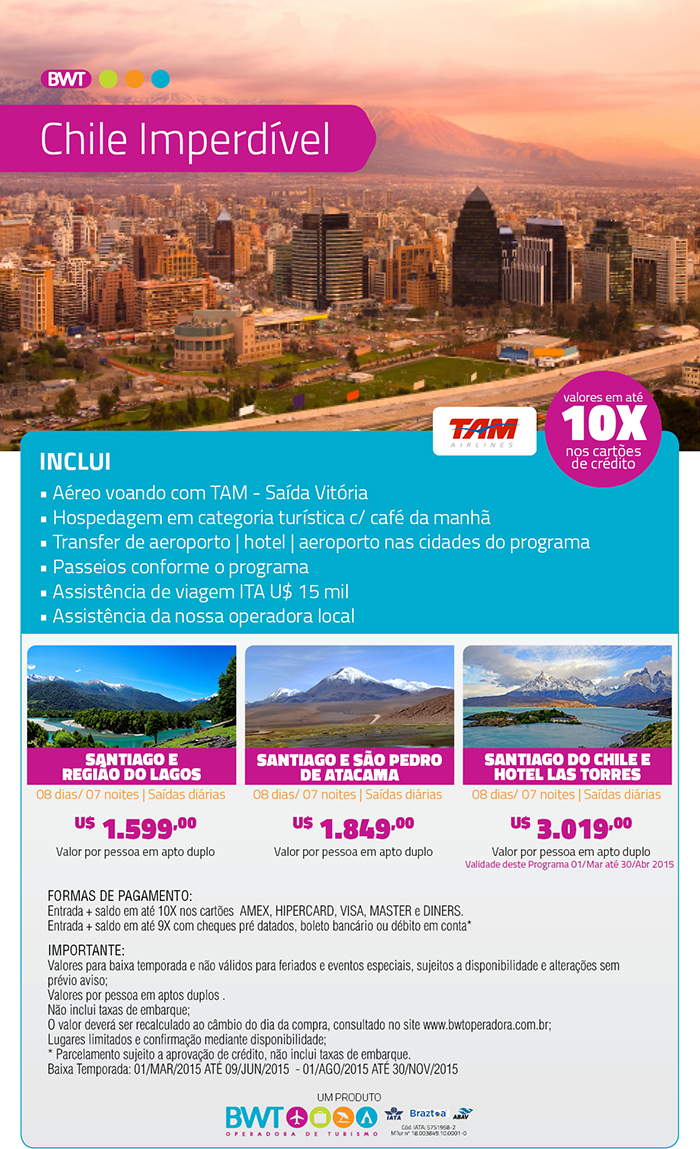 BWT
Chile Imperdível
valores em até
10X
nos cartões
de crédito
TAM
AIRLINES
INCLUI
▪ Aéreo voando com TAM - Saída Vitória
▪ Hospedagem em categoria turística c/ café da manhã
▪ Transfer de aeroporto | hotel | aeroporto nas cidades do programa
▪ Passeios conforme o programa
▪ Assistência de viagem ITA U$ 15 mil
▪ Assistência da nossa operadora local
SANTIAGO E
REGIÃO DO LAGOS
08 dias/ 07 noites | Saídas diárias
U$ 1.599,00
Valor por pessoa em apto duplo
SANTIAGO E SÃO PEDRO
DE ATACAMA
08 dias/ 07 noites | Saídas diárias
U$ 1.849,00
Valor por pessoa em apto duplo
SANTIAGO DO CHILE E
HOTEL LAS TORRES
08 dias/ 07 noites | Saídas diárias
U$ 3.019,00
Valor por pessoa em apto duplo
Validade deste Programa 01/Mar até 30/Abr 2015
FORMAS DE PAGAMENTO:
Entrada + saldo em até 10X nos cartões AMEX, HIPERCARD, VISA, MASTER e DINERS.
Entrada + saldo em até 9X com cheques pré datados, boleto bancário ou débito em conta*
IMPORTANTE:
Valores para baixa temporada e não válidos para feriados e eventos especiais, sujeitos a disponibilidade e alterações sem
prévio aviso;
Valores por pessoa em aptos duplos .
Não inclui taxas de embarque;
O valor deverá ser recalculado ao câmbio do dia da compra, consultado no site www.bwtoperadora.com.br;
Lugares limitados e confirmação mediante disponibilidade;
* Parcelamento sujeito a aprovação de crédito, não inclui taxas de embarque.
Baixa Temporada: 01/MAR/2015 ATÉ 09/JUN/2015 - 01/AGO/2015 ATÉ 30/NOV/2015
UM PRODUTO
BWT
OPERADORA DE TURISMO
IATA
Braztoa
ABAV
Cód. IATA: 5751958-2
MTur nº 18.003849.10.0001-0